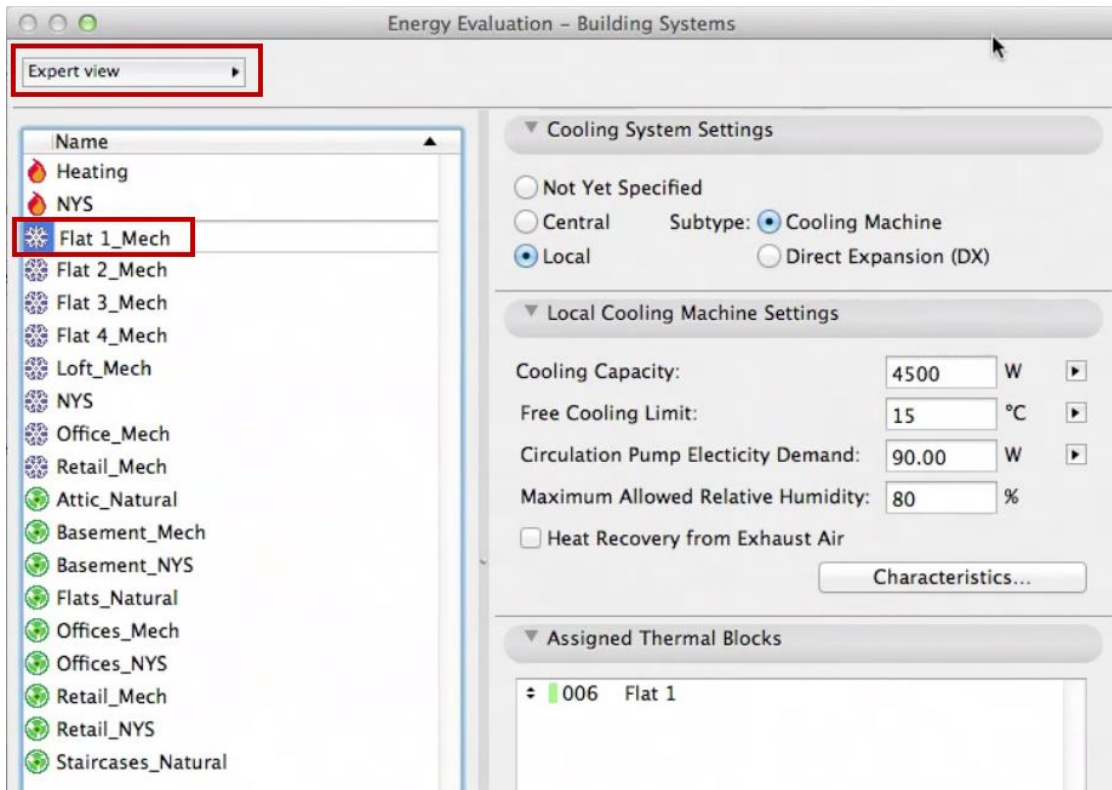 Energy Evaluation – Building Systems
Expert view
Name
Heating
NYS
Flat 1_Mech
Flat 2_Mech
Flat 3_Mech
Flat 4_Mech
Loft_Mech
NYS
Office_Mech
Retail_Mech
Attic_Natural
Basement_Mech
Basement_NYS
Flats_Natural
Offices_Mech
Offices_NYS
Retail_Mech
Retail_NYS
Staircases_Natural
Cooling System Settings
Not Yet Specified
Central Subtype: Cooling Machine
Local Direct Expansion (DX)
Local Cooling Machine Settings
Cooling Capacity: 4500 W
Free Cooling Limit: 15 °C
Circulation Pump Electicity Demand: 90.00 W
Maximum Allowed Relative Humidity: 80 %
Heat Recovery from Exhaust Air
Characteristics...
Assigned Thermal Blocks
006 Flat 1